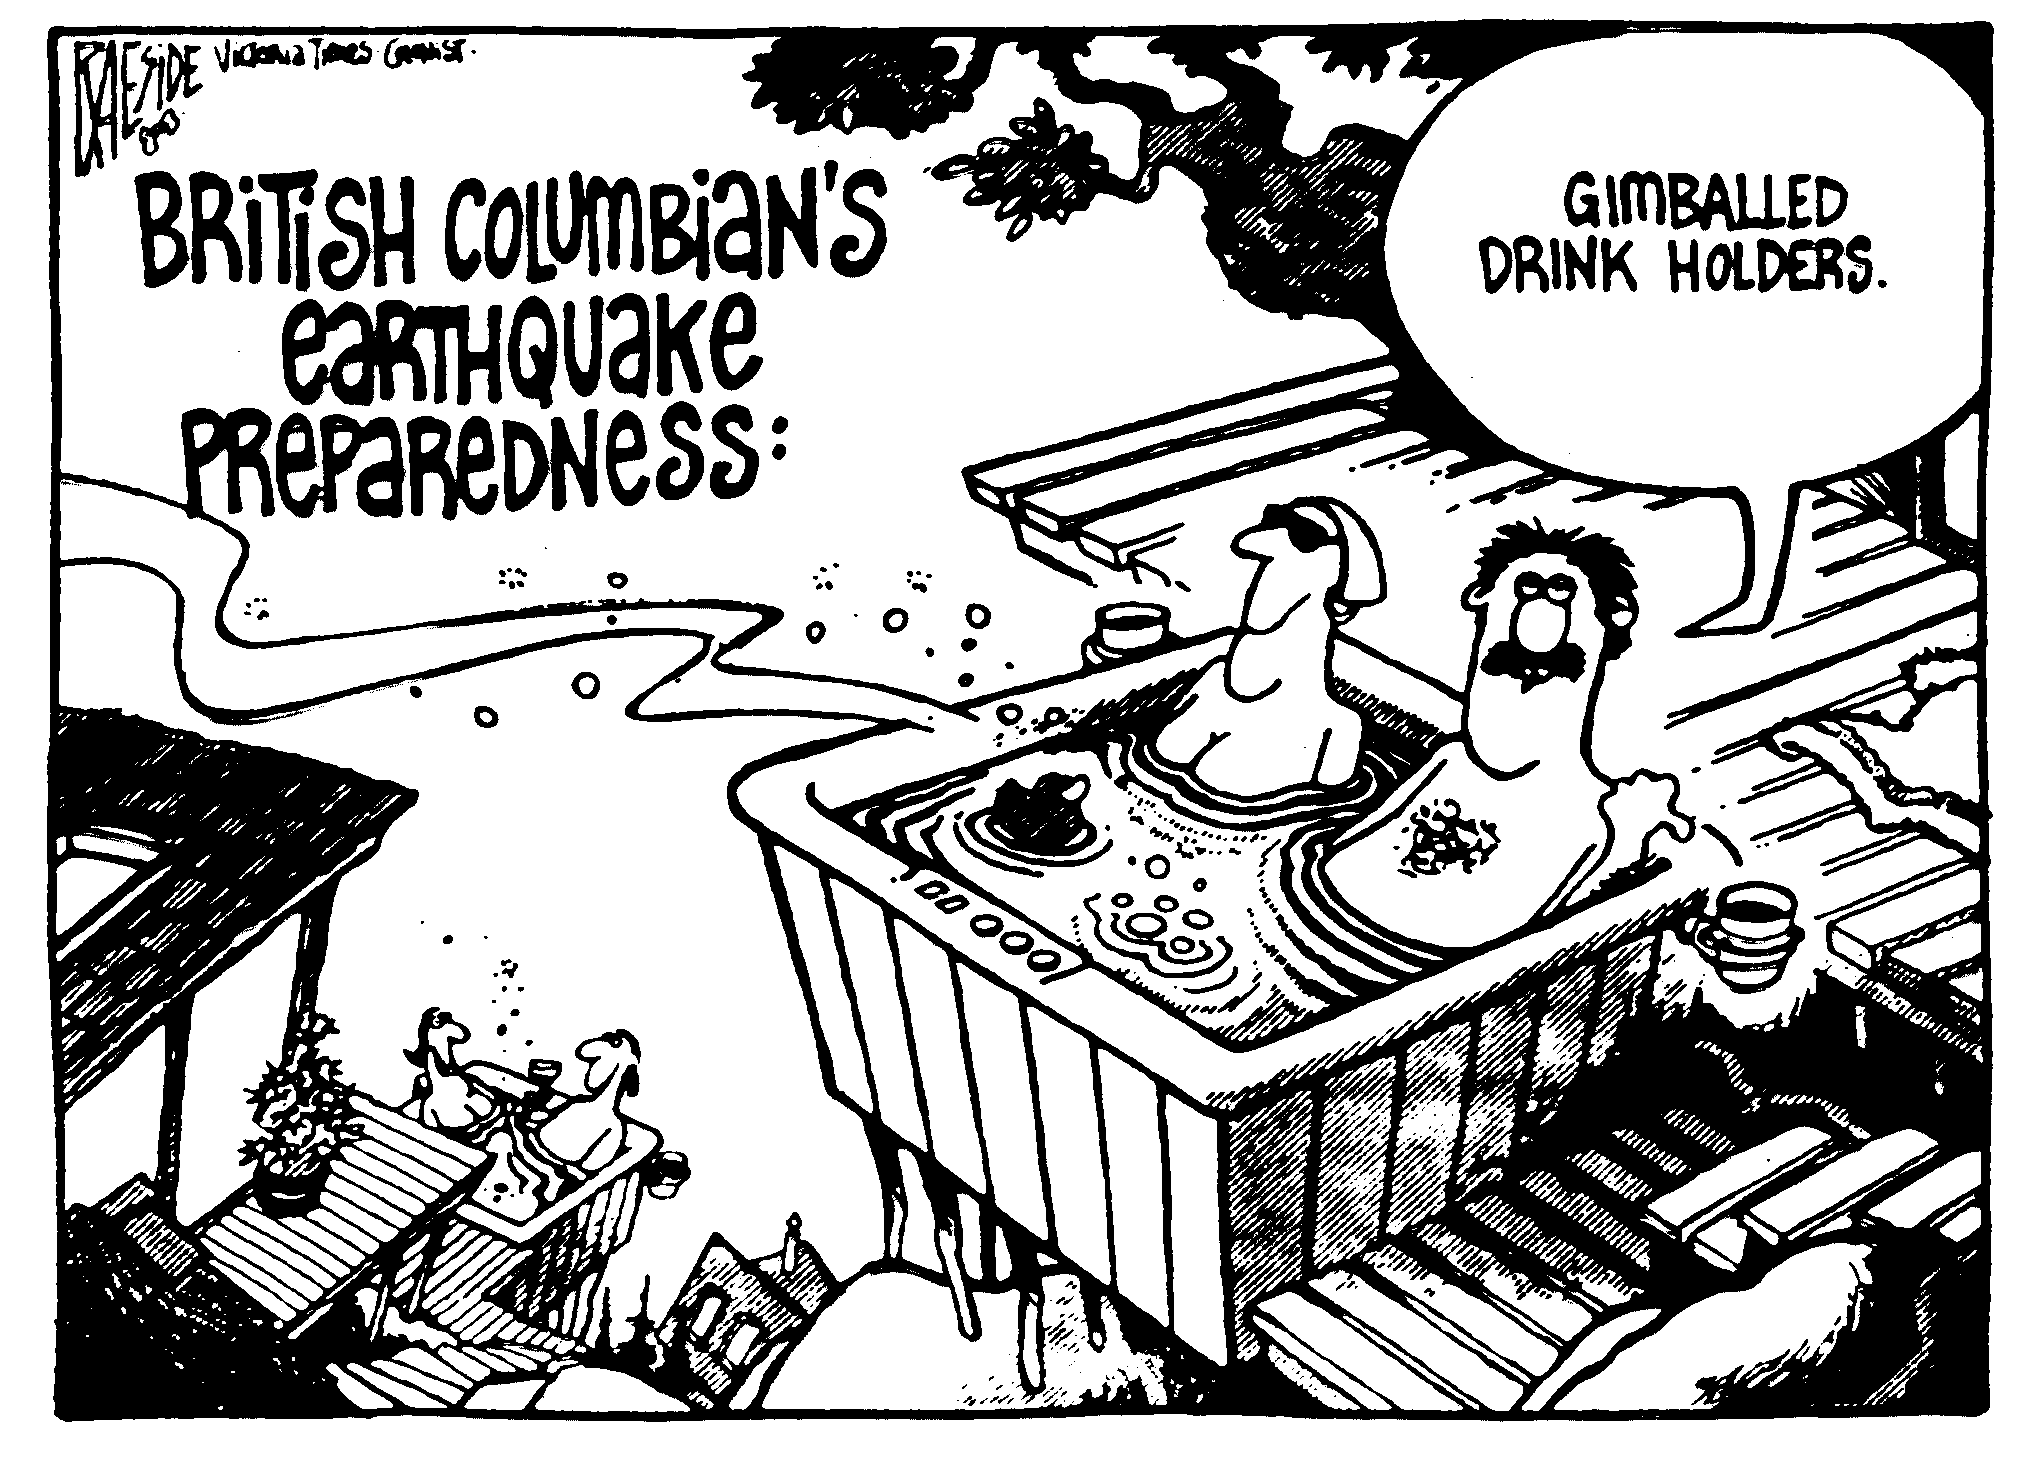 RAESIDE Victoria Times Colonist.
BRITISH COLUMBIAN'S
EARTHQUAKE
PREPAREDNESS:
GIMBALLED
DRINK HOLDERS.